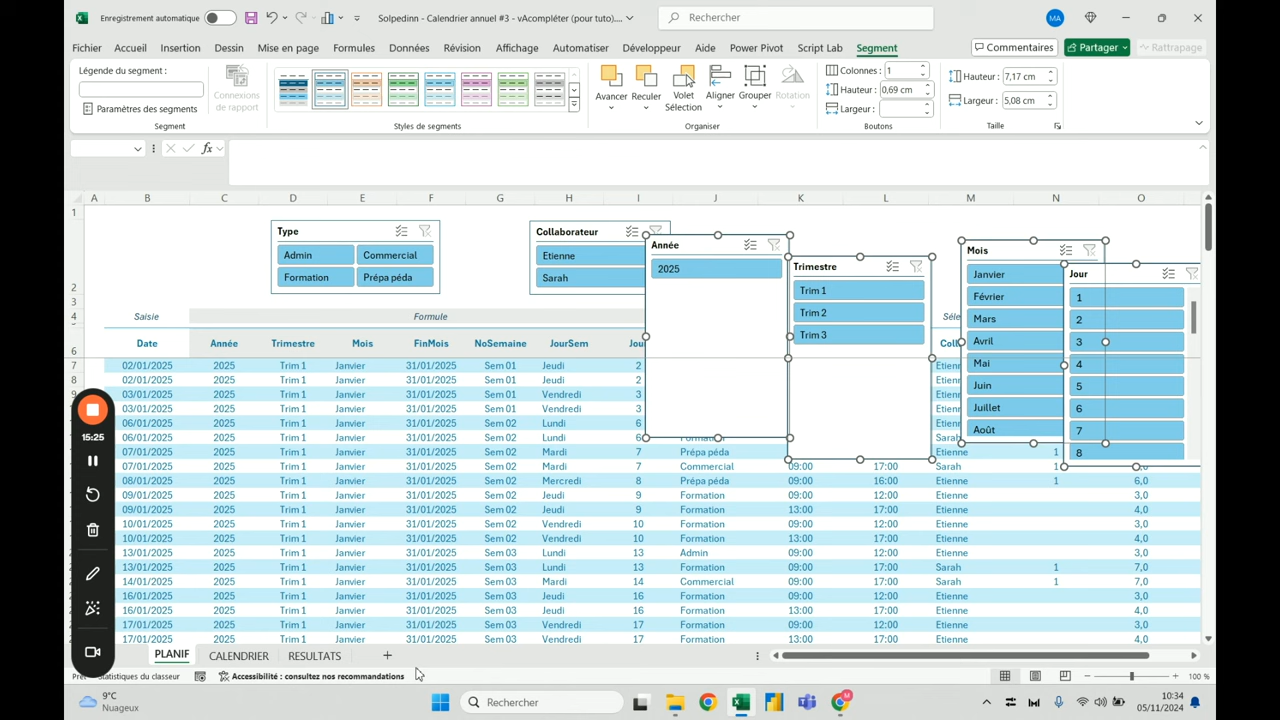 Enregistrement automatique
Solpedinn - Calendrier annuel #3 - vAcompléter (pour tuto)....
Rechercher
MA
Fichier Accueil Insertion Dessin Mise en page Formules Données Révision Affichage Automatiser Développeur Aide Power Pivot Script Lab Segment
Commentaires Partager Rattrapage
Légende du segment :
Paramètres des segments
Connexions de rapport
Segment
Styles de segments
Avancer Reculer Volet Sélection Aligner Grouper Rotation
Organiser
Colonnes : 1
Hauteur : 0,69 cm
Largeur :
Boutons
Hauteur : 7,17 cm
Largeur : 5,08 cm
Taille
fx
A B C D E F G H I J K L M N O
1
2
3
4
6
7
8
9
Type
Admin Commercial
Formation Prépa péda
Collaborateur
Etienne
Sarah
Année
2025
Trimestre
Trim 1
Trim 2
Trim 3
Mois
Janvier
Février
Mars
Avril
Mai
Juin
Juillet
Août
Jour
1
2
3
4
5
6
7
8
Saisie Formule Séle
Date Année Trimestre Mois FinMois NoSemaine JourSem Jou Coll
02/01/2025 2025 Trim 1 Janvier 31/01/2025 Sem 01 Jeudi 2 Etienn
02/01/2025 2025 Trim 1 Janvier 31/01/2025 Sem 01 Jeudi 2 Etienn
03/01/2025 2025 Trim 1 Janvier 31/01/2025 Sem 01 Vendredi 3 Etienn
03/01/2025 2025 Trim 1 Janvier 31/01/2025 Sem 01 Vendredi 3 Etienn
06/01/2025 2025 Trim 1 Janvier 31/01/2025 Sem 02 Lundi 6 Etienn
06/01/2025 2025 Trim 1 Janvier 31/01/2025 Sem 02 Lundi 6 Formation Sarah
07/01/2025 2025 Trim 1 Janvier 31/01/2025 Sem 02 Mardi 7 Prépa péda Etienne 1
07/01/2025 2025 Trim 1 Janvier 31/01/2025 Sem 02 Mardi 7 Commercial 09:00 17:00 Sarah 1
08/01/2025 2025 Trim 1 Janvier 31/01/2025 Sem 02 Mercredi 8 Prépa péda 09:00 16:00 Etienne 1 6,0
09/01/2025 2025 Trim 1 Janvier 31/01/2025 Sem 02 Jeudi 9 Formation 09:00 12:00 Etienne 3,0
09/01/2025 2025 Trim 1 Janvier 31/01/2025 Sem 02 Jeudi 9 Formation 13:00 17:00 Etienne 4,0
10/01/2025 2025 Trim 1 Janvier 31/01/2025 Sem 02 Vendredi 10 Formation 09:00 12:00 Etienne 3,0
10/01/2025 2025 Trim 1 Janvier 31/01/2025 Sem 02 Vendredi 10 Formation 13:00 17:00 Etienne 4,0
13/01/2025 2025 Trim 1 Janvier 31/01/2025 Sem 03 Lundi 13 Admin 09:00 12:00 Etienne 3,0
13/01/2025 2025 Trim 1 Janvier 31/01/2025 Sem 03 Lundi 13 Formation 09:00 17:00 Sarah 1 7,0
14/01/2025 2025 Trim 1 Janvier 31/01/2025 Sem 03 Mardi 14 Commercial 09:00 17:00 Sarah 1 7,0
16/01/2025 2025 Trim 1 Janvier 31/01/2025 Sem 03 Jeudi 16 Formation 09:00 12:00 Etienne 3,0
16/01/2025 2025 Trim 1 Janvier 31/01/2025 Sem 03 Jeudi 16 Formation 13:00 17:00 Etienne 4,0
17/01/2025 2025 Trim 1 Janvier 31/01/2025 Sem 03 Vendredi 17 Formation 09:00 12:00 Etienne 3,0
17/01/2025 2025 Trim 1 Janvier 31/01/2025 Sem 03 Vendredi 17 Formation 13:00 17:00 Etienne 4,0
15:25
PLANIF CALENDRIER RESULTATS
Prêt Statistiques du classeur Accessibilité : consultez nos recommandations 100 %
9°C
Nuageux
Rechercher
10:34
05/11/2024